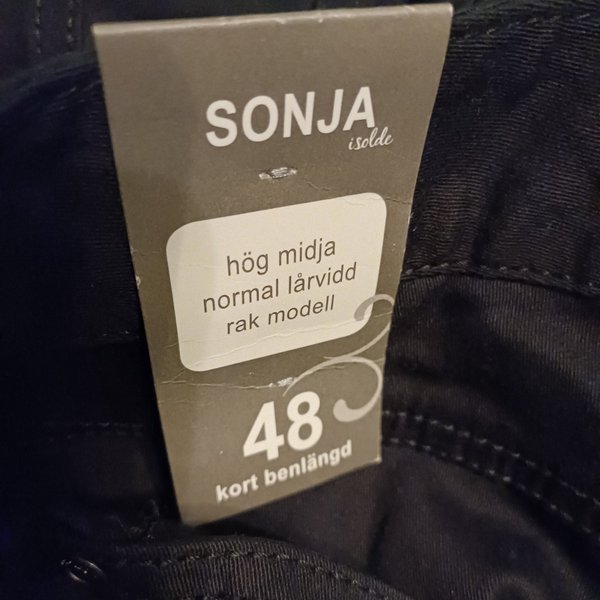 SONJA
isolde
hög midja
normal lårvidd
rak modell
48
kort benlängd